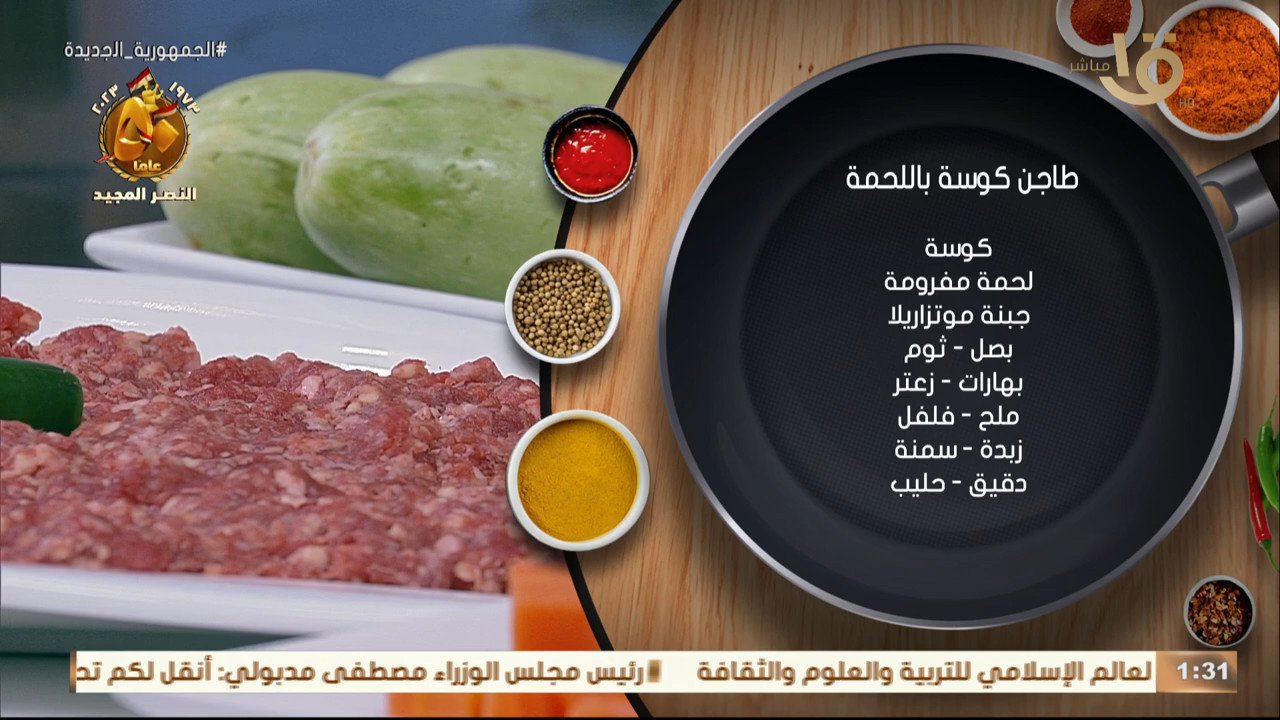 #الجمهورية_الجديدة
١٩٧٣
٢٠٢٣
٥٠
عاما
النصر المجيد
مباشر
HD
طاجن كوسة باللحمة
كوسة
لحمة مفرومة
جبنة موتزاريلا
بصل - ثوم
بهارات - زعتر
ملح - فلفل
زبدة - سمنة
دقيق - حليب
1:31
لعالم الإسلامي للتربية والعلوم والثقافة
رئيس مجلس الوزراء مصطفى مدبولي: أنقل لكم تح